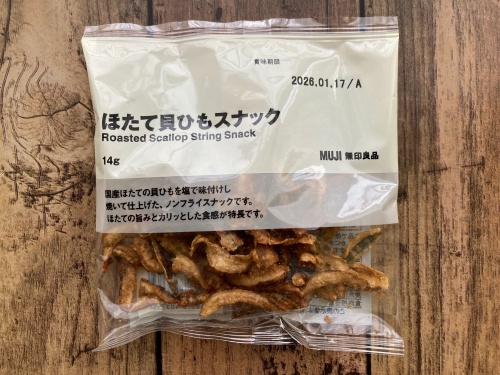 賞味期限
2026.01.17/A
ほたて貝ひもスナック
Roasted Scallop String Snack
14g
MUJI 無印良品
国産ほたての貝ひもを塩で味付けし
焼いて仕上げた、ノンフライスナックです。
ほたての旨みとカリッとした食感が特長です。